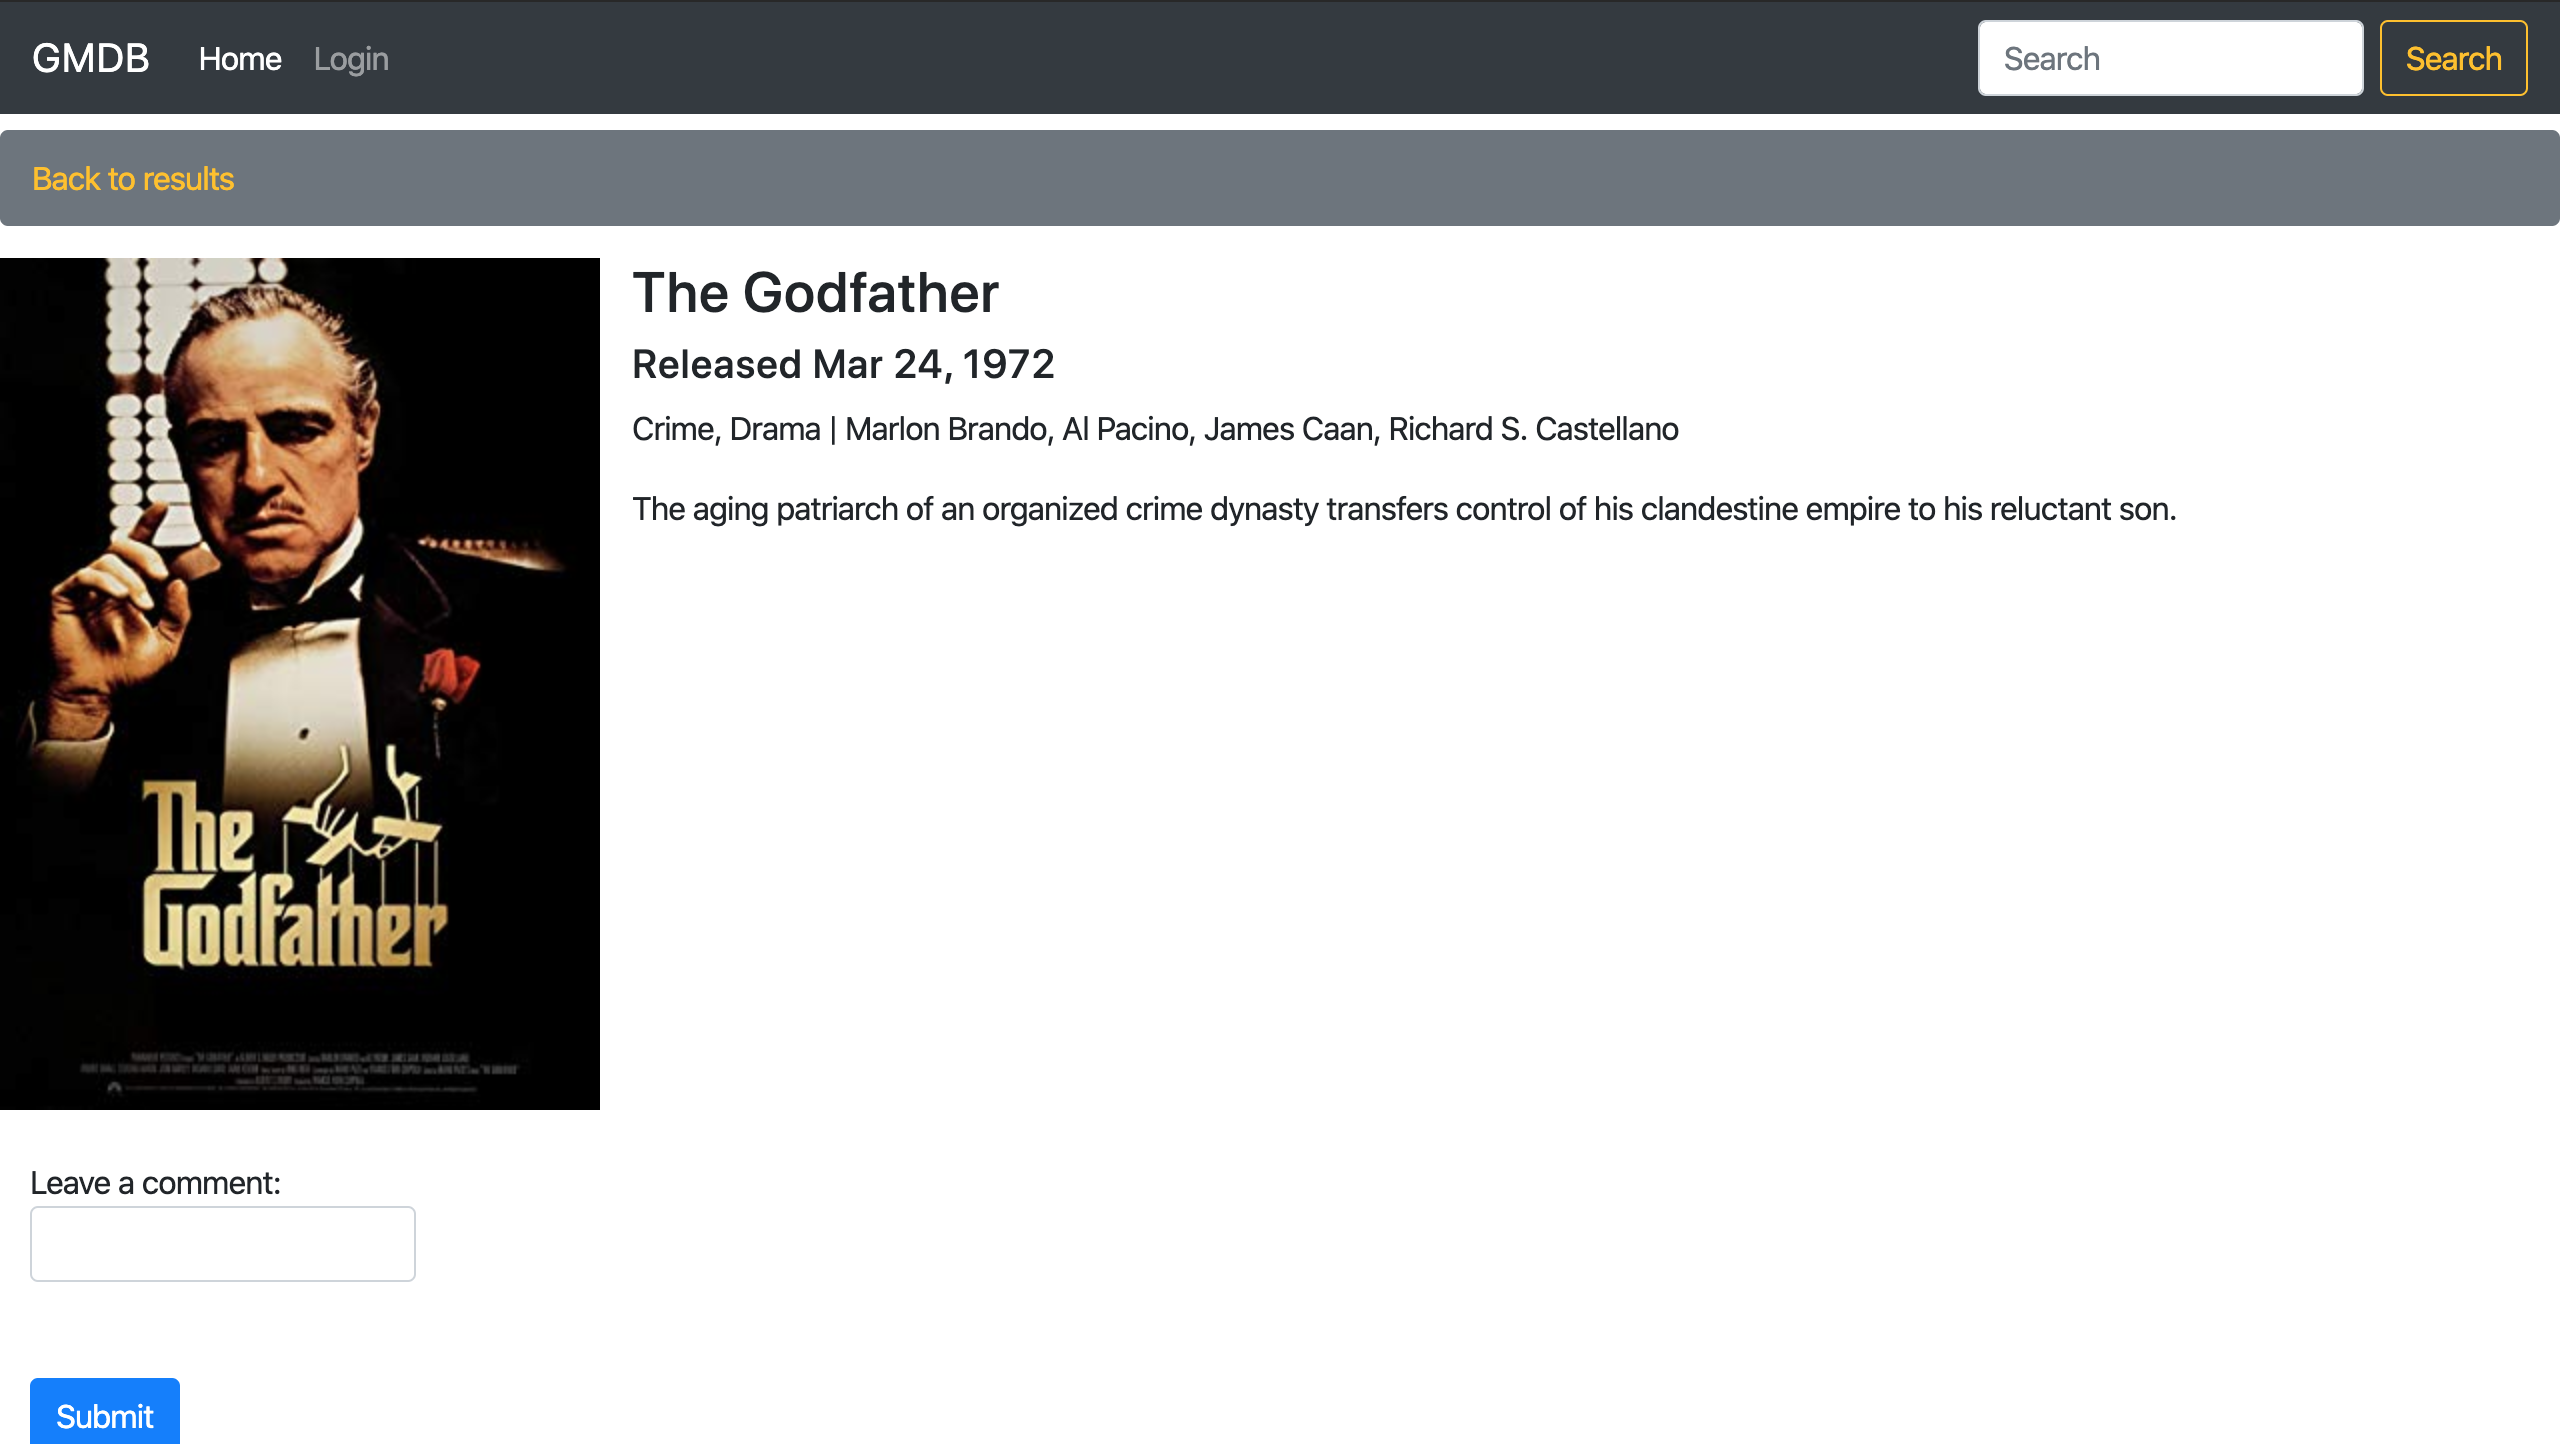 GMDB Home Login Search Search
Back to results
The Godfather
Released Mar 24, 1972
Crime, Drama | Marlon Brando, Al Pacino, James Caan, Richard S. Castellano
The aging patriarch of an organized crime dynasty transfers control of his clandestine empire to his reluctant son.
The
Godfather
Leave a comment:
Submit